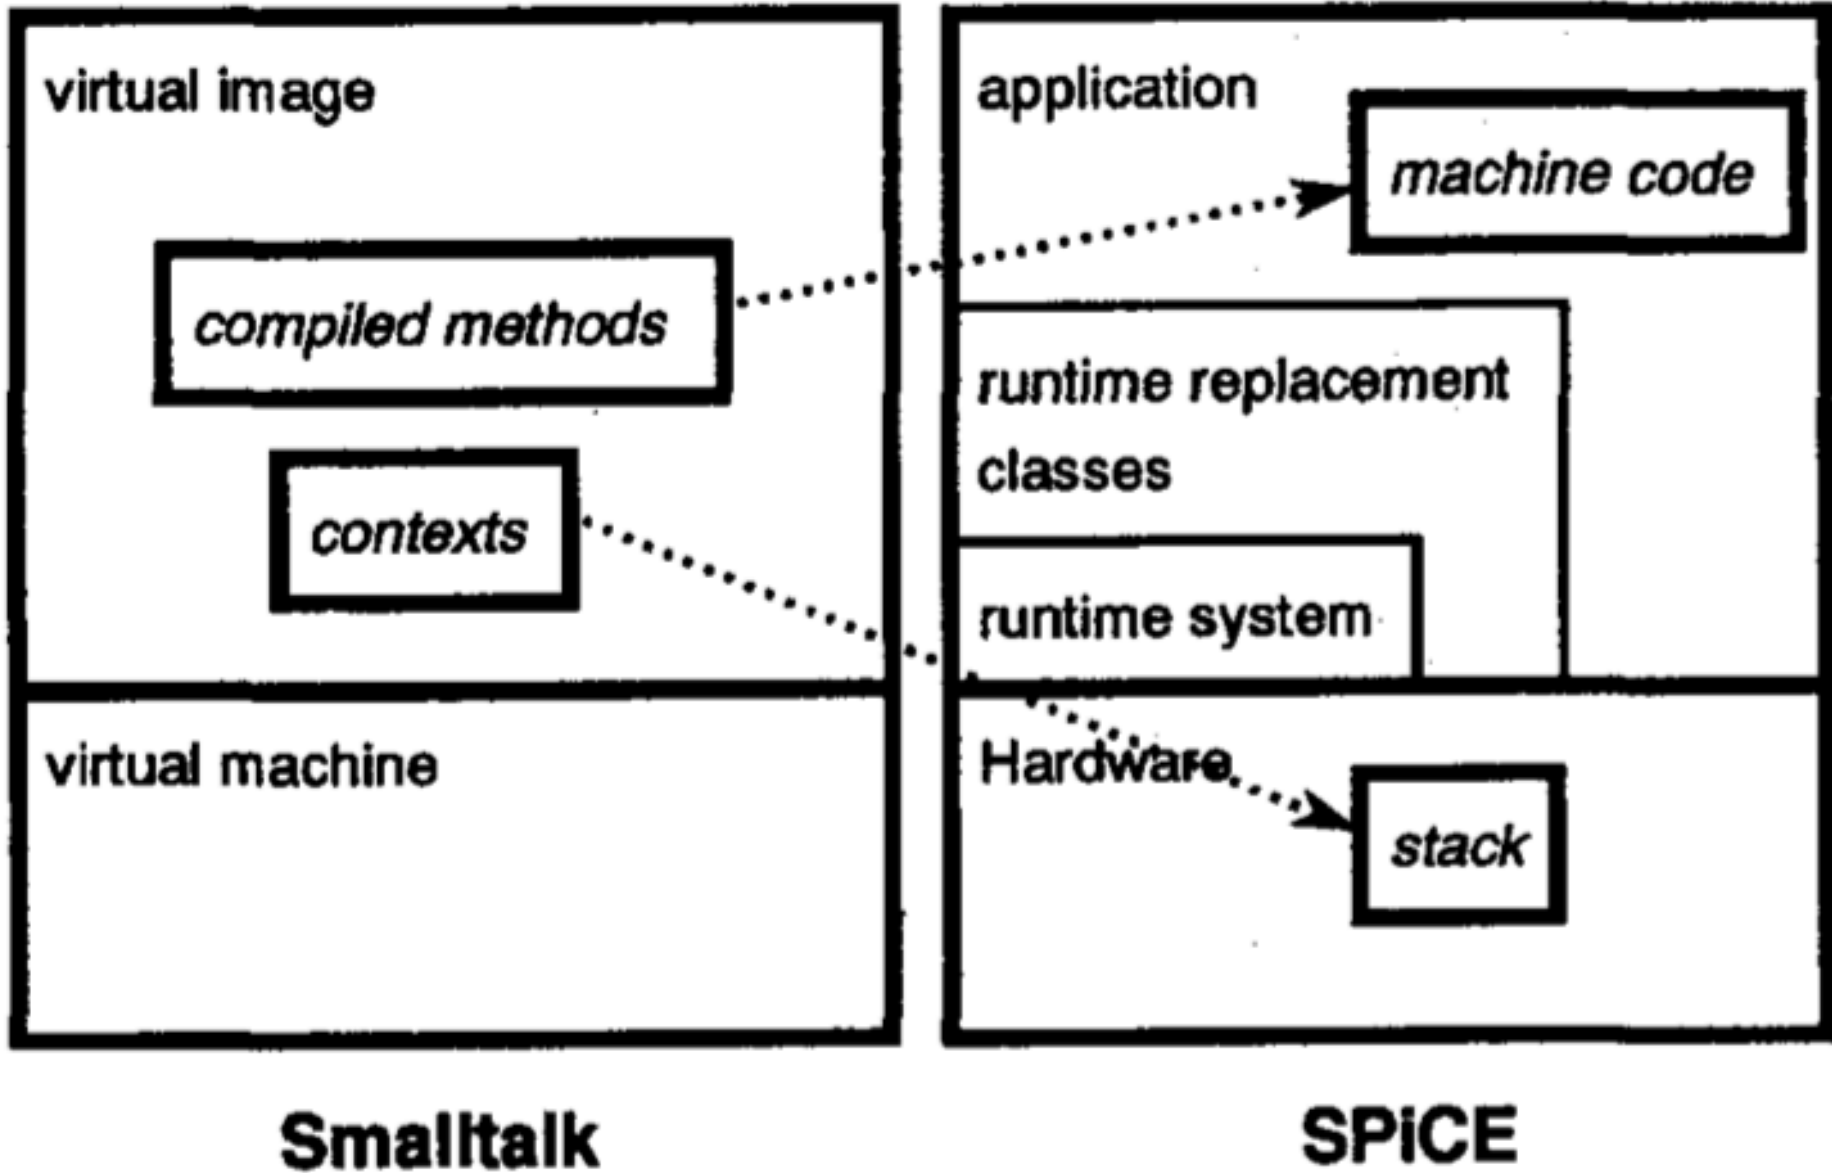 virtual image
compiled methods
contexts
virtual machine
Smalltalk
application
machine code
runtime replacement
classes
runtime system
Hardware
stack
SPiCE